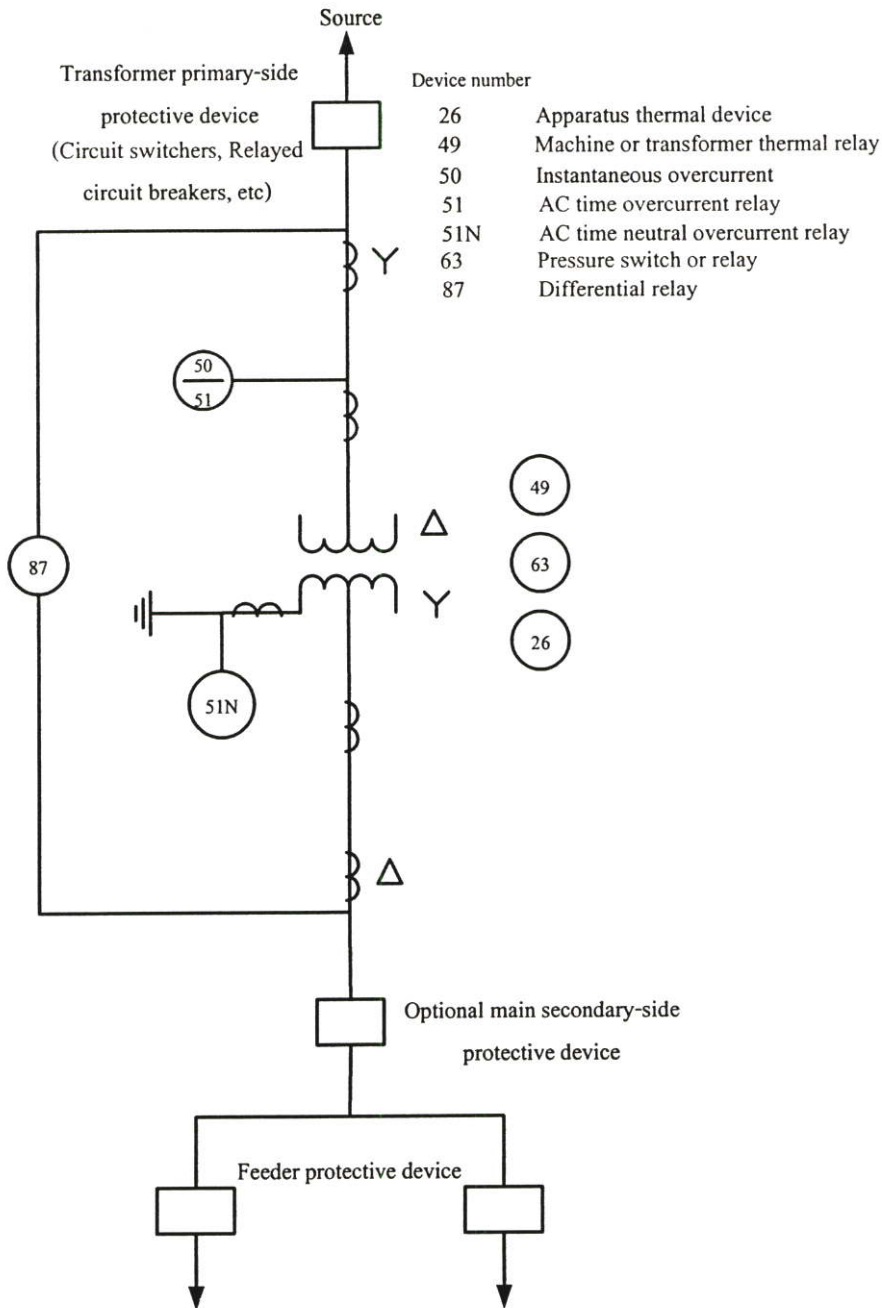 Source
Transformer primary-side
protective device
(Circuit switchers, Relayed
circuit breakers, etc)
Device number
26 Apparatus thermal device
49 Machine or transformer thermal relay
50 Instantaneous overcurrent
51 AC time overcurrent relay
51N AC time neutral overcurrent relay
63 Pressure switch or relay
87 Differential relay
50
51
49
87
63
26
51N
Optional main secondary-side
protective device
Feeder protective device